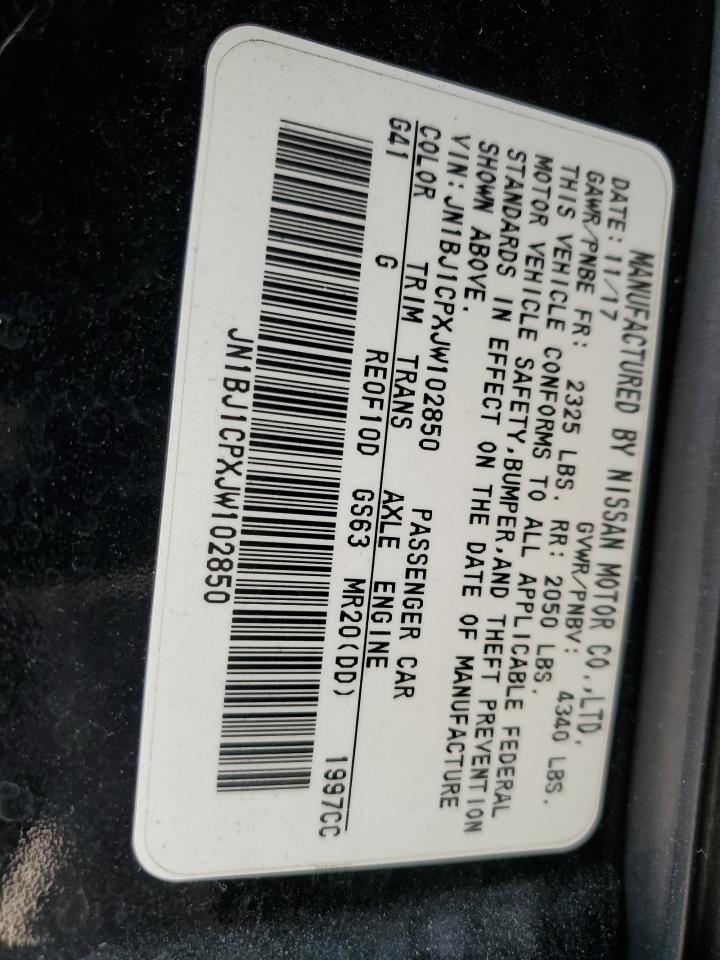 MANUFACTURED BY NISSAN MOTOR CO.,LTD.
DATE: 11/17 GVWR/PNBV: 4340 LBS.
GAWR/PNBE FR: 2325 LBS. RR: 2050 LBS.
THIS VEHICLE CONFORMS TO ALL APPLICABLE FEDERAL
MOTOR VEHICLE SAFETY,BUMPER,AND THEFT PREVENTION
STANDARDS IN EFFECT ON THE DATE OF MANUFACTURE
SHOWN ABOVE.
VIN:JN1BJ1CPXJW102850 PASSENGER CAR
COLOR TRIM TRANS AXLE ENGINE
G41 G RE0F10D GS63 MR20(DD) 1997CC
JN1BJ1CPXJW102850